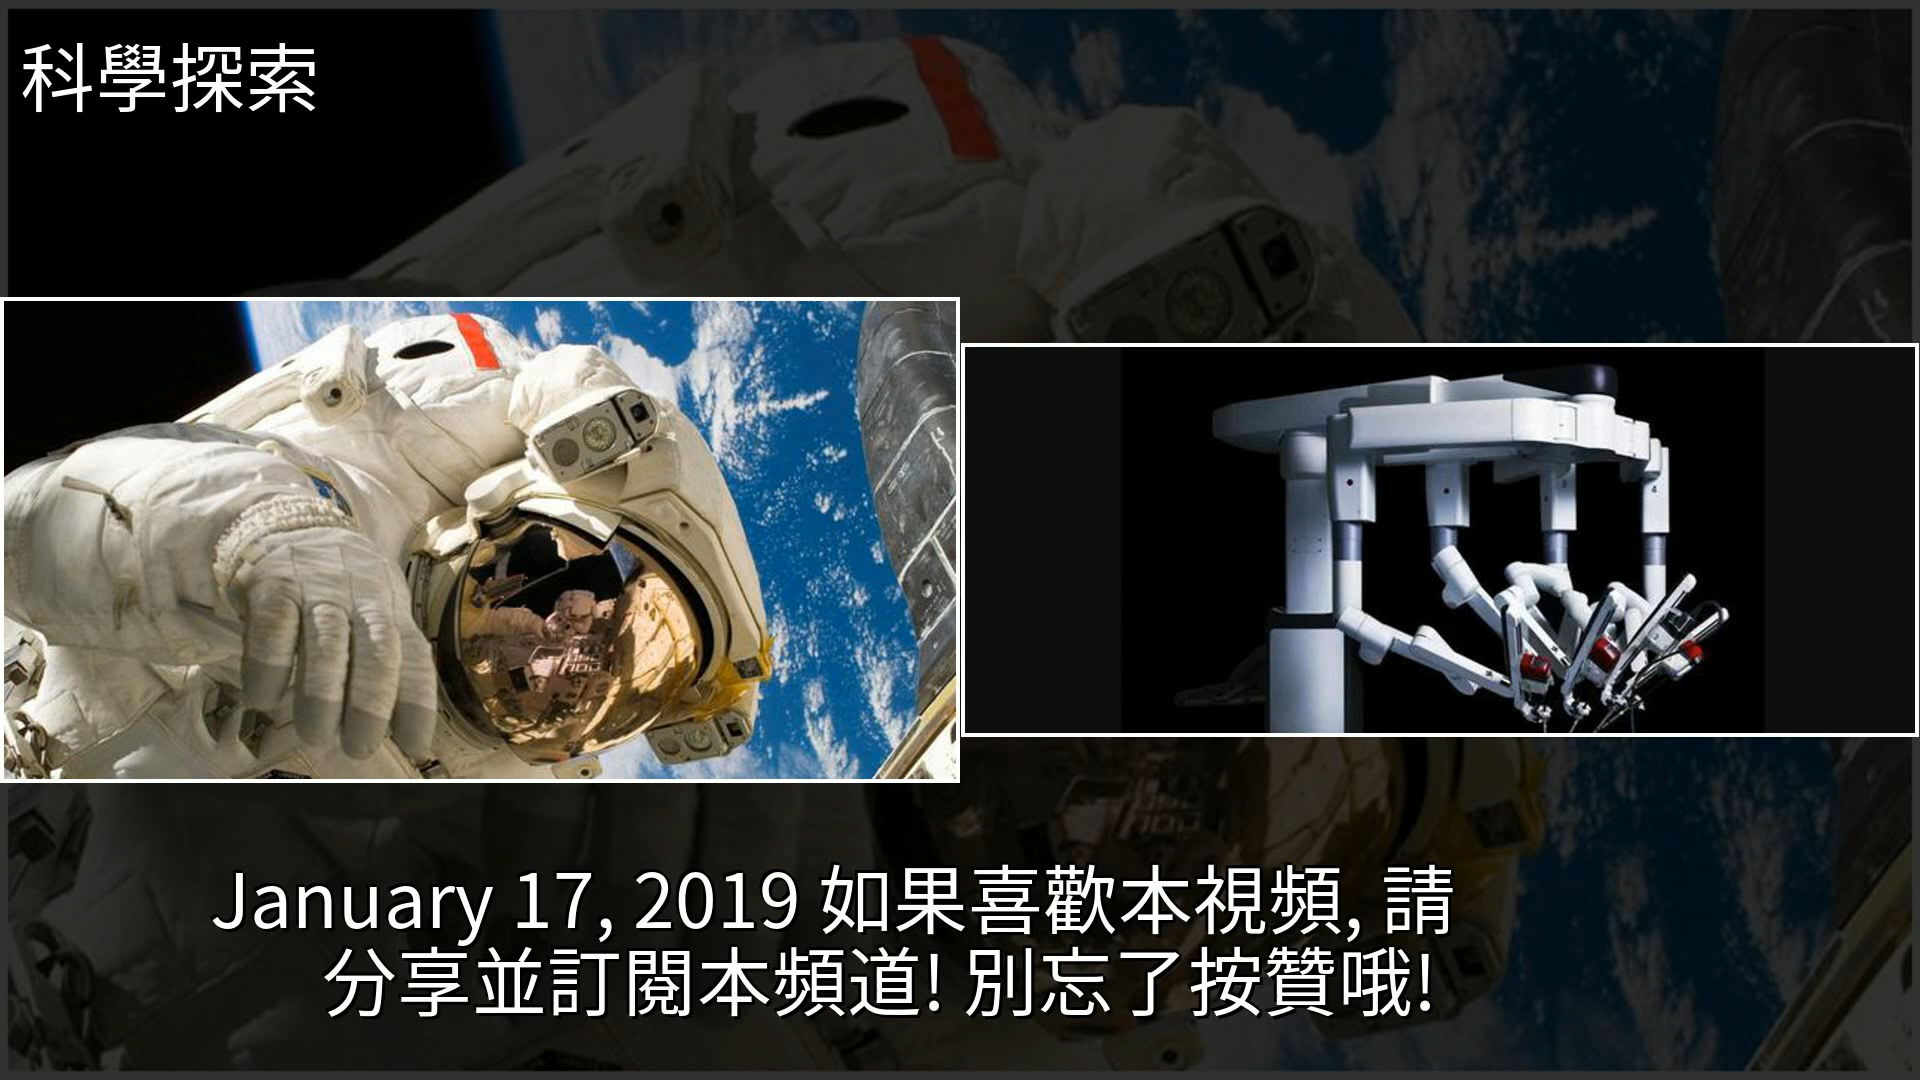 科學探索
January 17, 2019 如果喜歡本視頻, 請
分享並訂閱本頻道! 別忘了按贊哦!